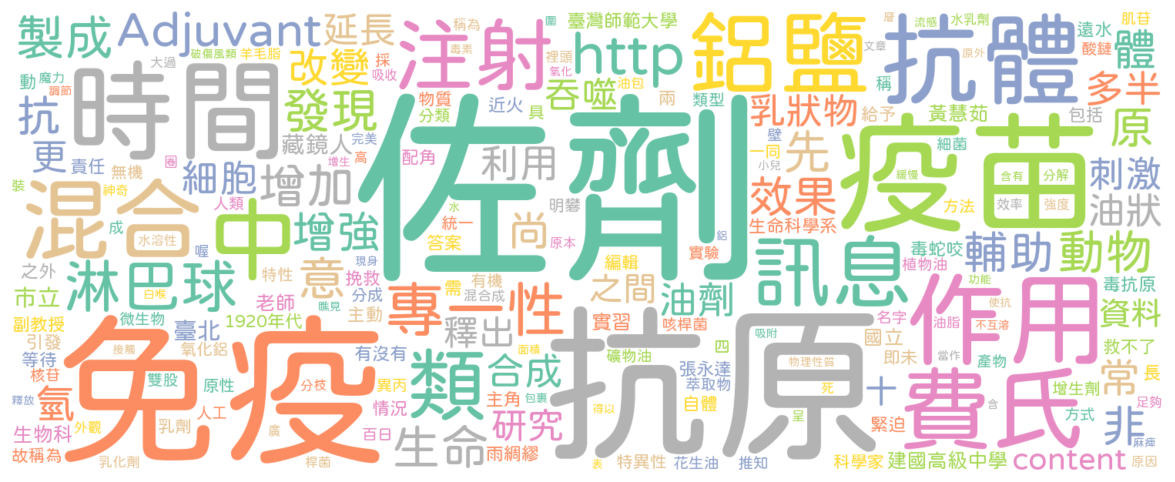 製成
Adjuvant
延長
稱為
圍
臺灣師範大學
層
流感
水乳劑
肌苷
破傷風類
羊毛脂
毒素
裡頭
http
鋁鹽
文章
原外
遠水
酸鏈
體
動
魔力
調節
大過
時間
改變
採
吸收
注射
氧化
油包
抗體
稱
多半
抗
發現
物質
分類
近火
具
吞噬
兩
類型
乳狀物
給予
黃慧茹
包括
原
更
責任
無機
藏鏡人
完美
高
配角
利用
佐劑
壁
一同
小兒
先
細菌
疫苗
緩慢
含有
分解
刺激
裝
神奇
圈
增生
細胞
人類
增加
水
明礬
效果
效率
強度
油狀
混合
成
水溶性
喔
中
增強
現身
統一
答案
尚
原本
鋁
實驗
生命科學系
方法
毒蛇咬
植物油
輔助
動物
之外
白喉
淋巴球
特性
瞧見
意
挽救
分成
有機
混合成
編輯
之間
訊息
功能
毒抗原
市立
微生物
老師
1920年代
主動
需
專一性
油劑
作用
使抗
資料
副教授
引發
臺北
釋出
實習
咳桿菌
名字
油脂
不互溶
等待
接觸
氧化鋁
有沒有
面積
礦物油
四
吸附
國立
即未
當作
產物
救不了
核苷
雙股
原性
免疫
分枝
異丙
類
合成
包裹
張永達
萃取物
抗原
物理性質
十
費氏
增生劑
常
長
釋放
氫
人工
情況
主角
得以
自體
死
呈
緊迫
含
方式
非
足夠
生物科
外觀
乳劑
廣
百日
生命
研究
麻痺
故稱為
乳化劑
桿菌
雨綢繆
表
特異性
花生油
推知
科學家
建國高級中學
content
原因